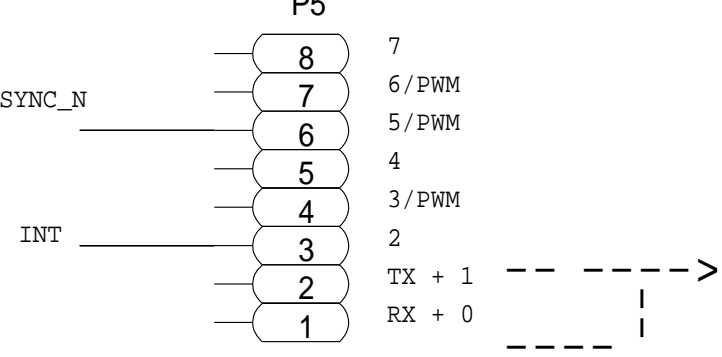 P5
8 7
7 6/PWM
SYNC_N
6 5/PWM
5 4
4 3/PWM
INT
3 2
2 TX + 1
1 RX + 0